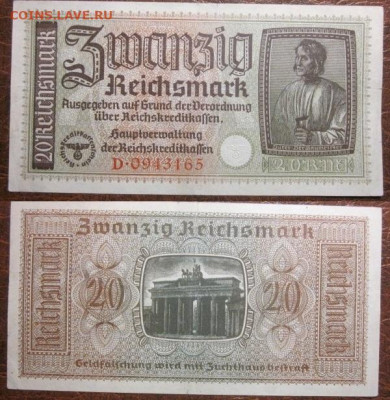 COINS.LAVE.RU
20 Reichsmark
Zwanzig
Reichsmark
Ausgegeben auf Grund der Verordnung
über Reichskreditkassen.
Hauptverwaltung
der Reichskreditkassen
D·0943165
Zwanzig Reichsmark
Reichsmark
20
20
Reichsmark
Geldfälschung wird mit Zuchthaus bestraft